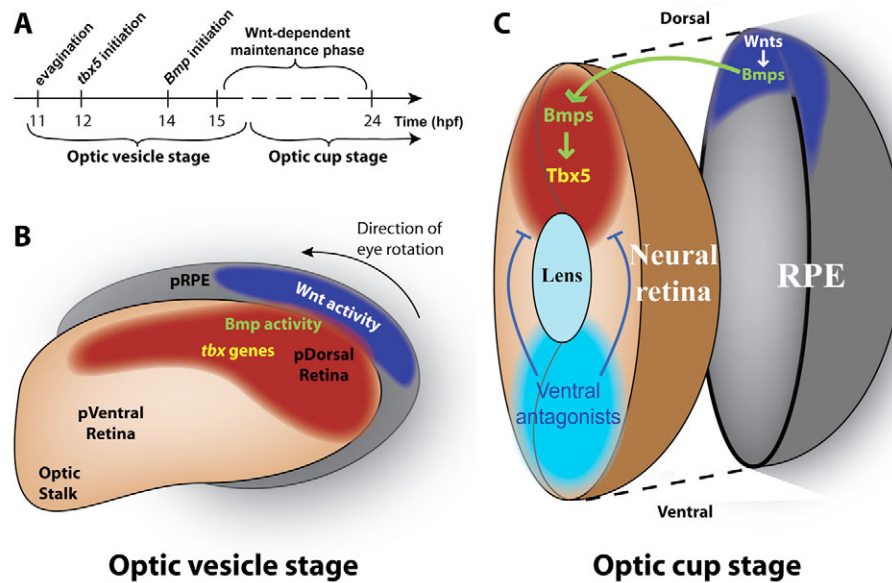 A
evagination
tbx5 initiation
Bmp initiation
Wnt-dependent
maintenance phase
11
12
14
15
24
Time (hpf)
Optic vesicle stage
Optic cup stage
B
Direction of
eye rotation
pRPE
Wnt activity
Bmp activity
tbx genes
pDorsal
Retina
pVentral
Retina
Optic
Stalk
Optic vesicle stage
C
Dorsal
Wnts
Bmps
Bmps
Tbx5
Lens
Neural
retina
RPE
Ventral
antagonists
Ventral
Optic cup stage